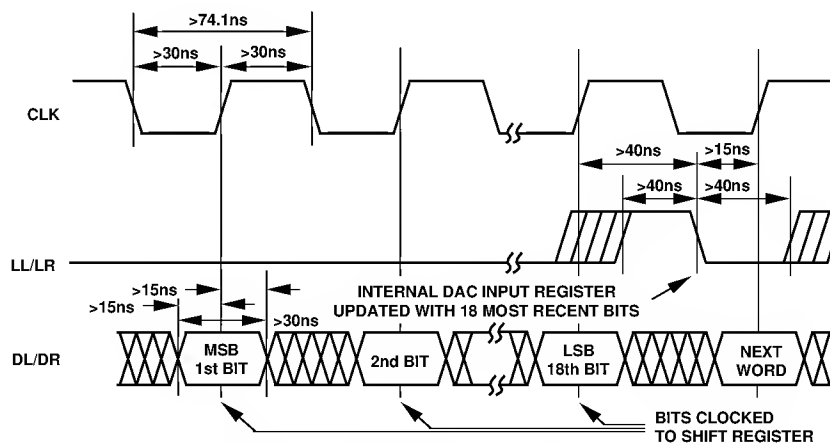 >74.1ns
>30ns >30ns
CLK
>40ns >15ns
>40ns >40ns
LL/LR
>15ns
>15ns
INTERNAL DAC INPUT REGISTER
UPDATED WITH 18 MOST RECENT BITS
>30ns
DL/DR
MSB
1st BIT
2nd BIT
LSB
18th BIT
NEXT
WORD
BITS CLOCKED
TO SHIFT REGISTER